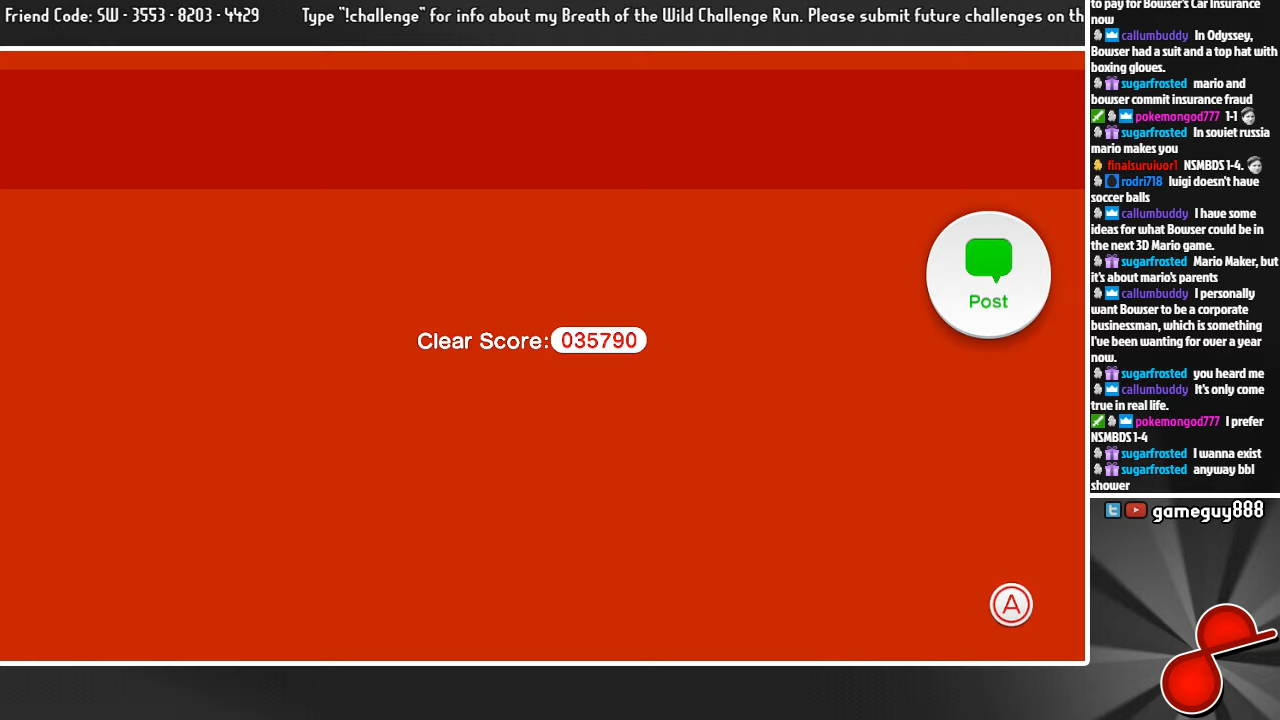 Friend Code: SW - 3553 - 8203 - 4429
Type "!challenge" for info about my Breath of the Wild Challenge Run. Please submit future challenges on th
Post
Clear Score: 035790
A
to pay for Bowser's Car Insurance
now
callumbuddy In Odyssey,
Bowser had a suit and a top hat with
boxing gloves.
sugarfrosted mario and
bowser commit insurance fraud
pokemongod777 1-1
sugarfrosted In soviet russia
mario makes you
finalsurvivor1 NSMBDS 1-4.
rodri718 luigi doesn't have
soccer balls
callumbuddy I have some
ideas for what Bowser could be in
the next 3D Mario game.
sugarfrosted Mario Maker, but
it's about mario's parents
callumbuddy I personally
want Bowser to be a corporate
businessman, which is something
I've been wanting for over a year
now.
sugarfrosted you heard me
callumbuddy It's only come
true in real life.
pokemongod777 I prefer
NSMBDS 1-4
sugarfrosted I wanna exist
sugarfrosted anyway bbl
shower
gameguy888